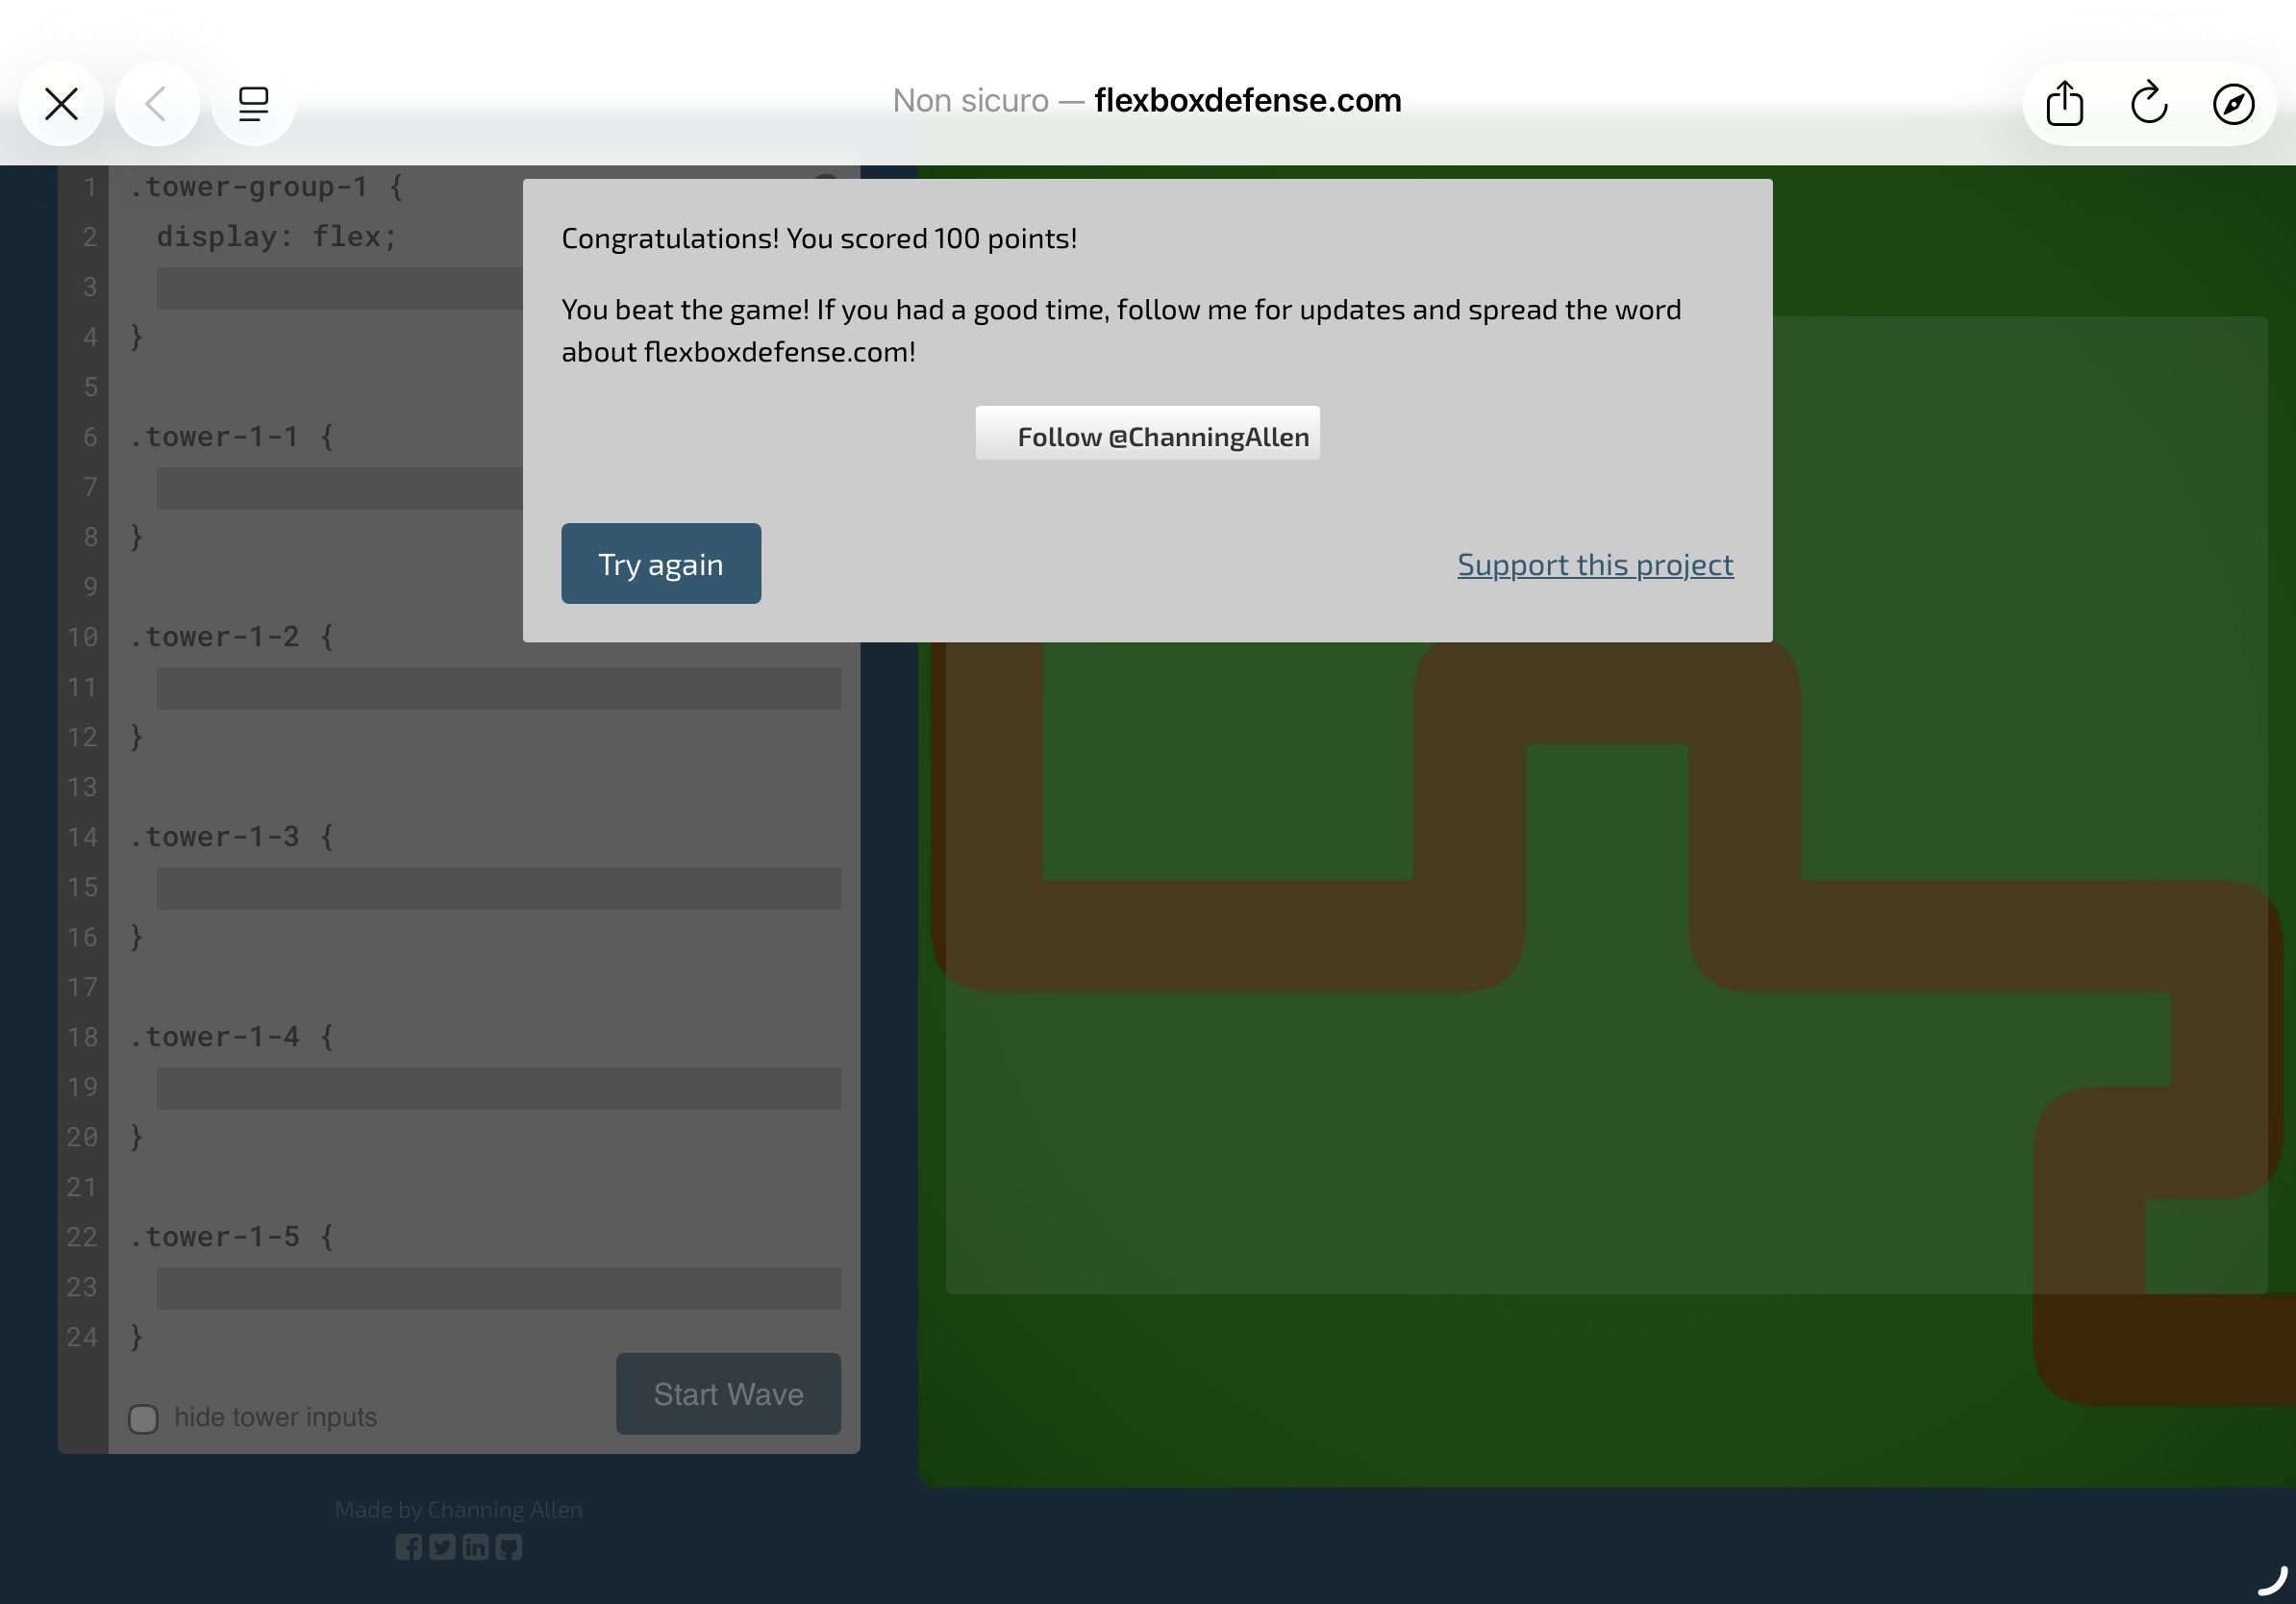 Non sicuro — flexboxdefense.com
1 .tower-group-1 {
2 display: flex;
3
4 }
5
6 .tower-1-1 {
7
8 }
9
10 .tower-1-2 {
11
12 }
13
14 .tower-1-3 {
15
16 }
17
18 .tower-1-4 {
19
20 }
21
22 .tower-1-5 {
23
24 }
hide tower inputs
Start Wave
Made by Channing Allen
Congratulations! You scored 100 points!
You beat the game! If you had a good time, follow me for updates and spread the word
about flexboxdefense.com!
Follow @ChanningAllen
Try again
Support this project